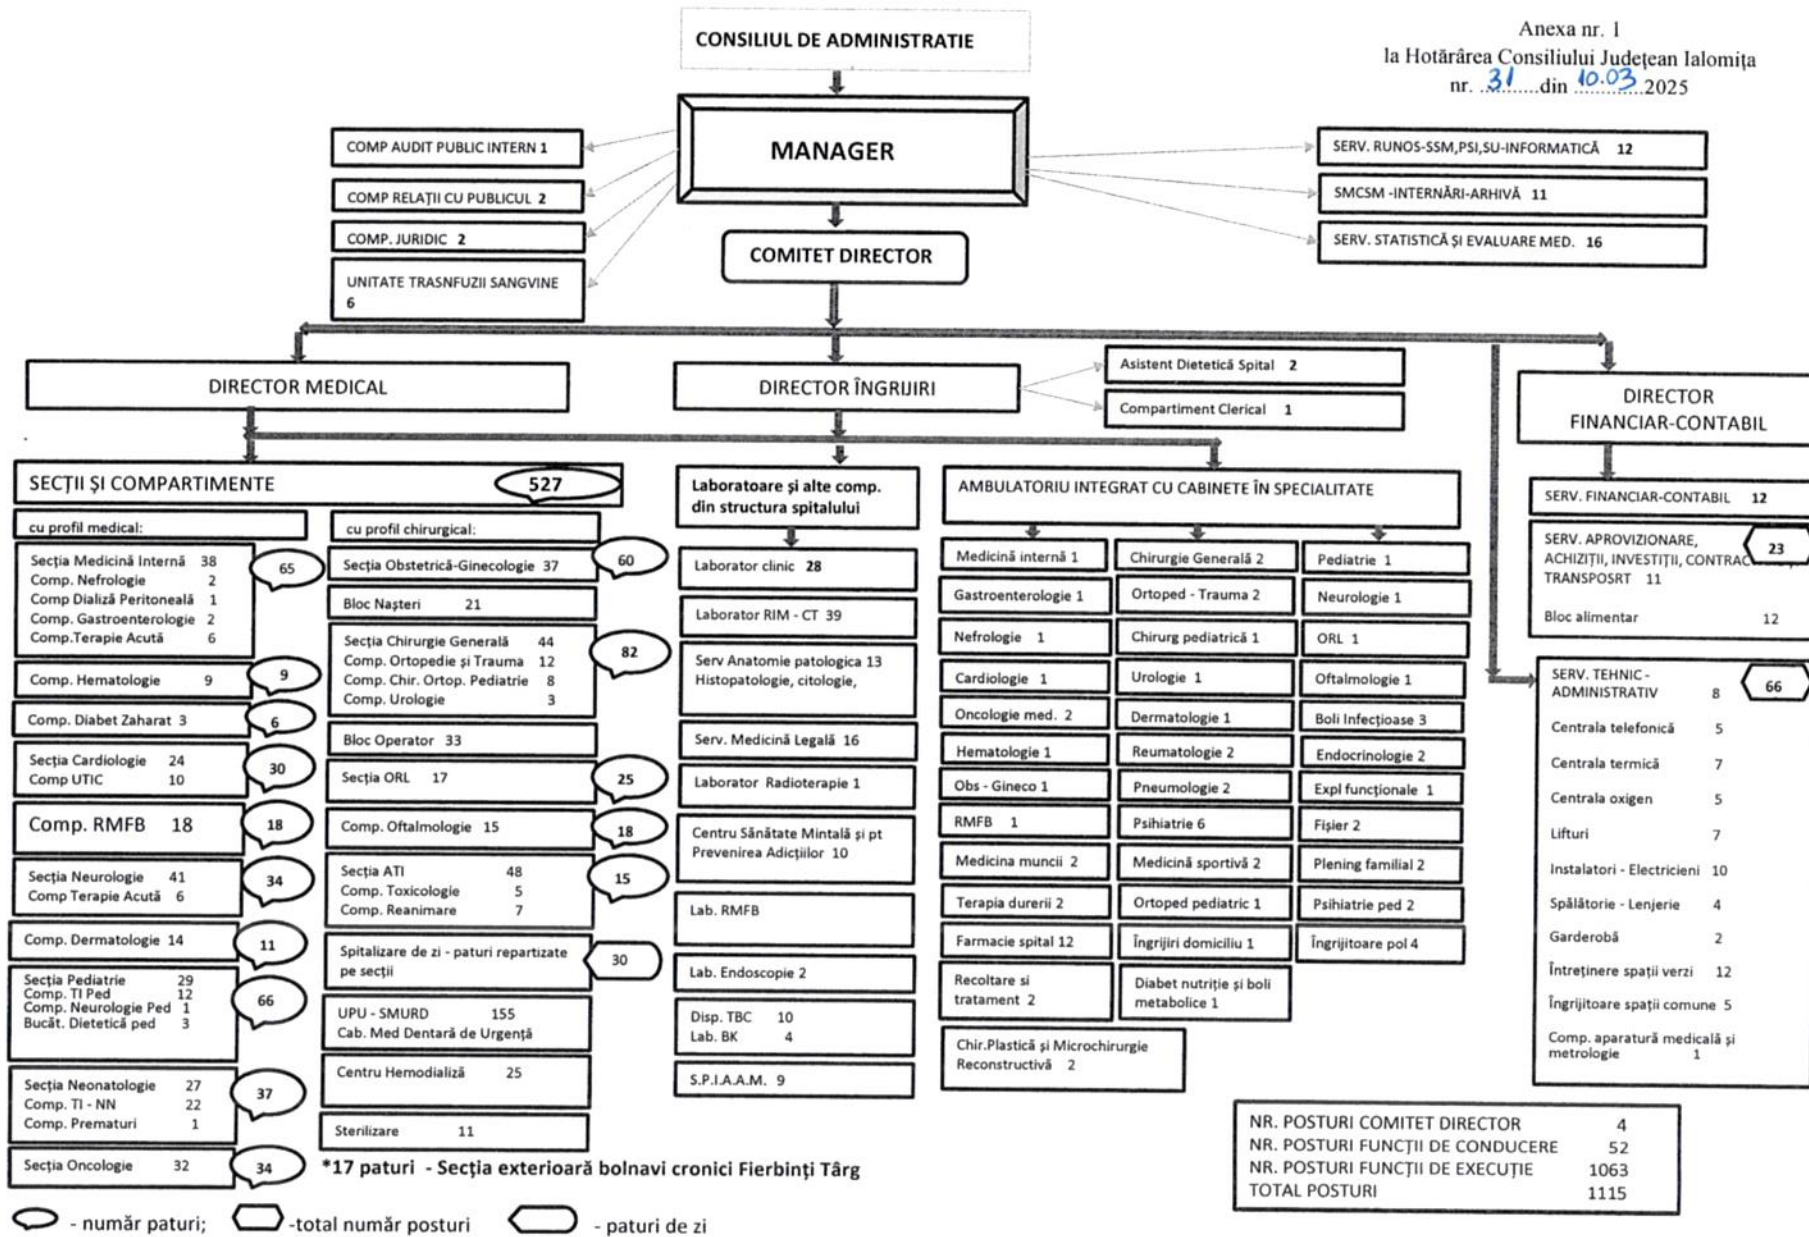 Anexa nr. 1
la Hotărârea Consiliului Județean Ialomița
nr. ..31......din ..10.03...2025
CONSILIUL DE ADMINISTRATIE
MANAGER
COMITET DIRECTOR
COMP AUDIT PUBLIC INTERN 1
COMP RELAȚII CU PUBLICUL 2
COMP. JURIDIC 2
UNITATE TRASNFUZII SANGVINE
6
SERV. RUNOS-SSM,PSI,SU-INFORMATICĂ 12
SMCSM -INTERNĂRI-ARHIVĂ 11
SERV. STATISTICĂ ȘI EVALUARE MED. 16
DIRECTOR MEDICAL
DIRECTOR ÎNGRIJIRI
Asistent Dietetică Spital 2
Compartiment Clerical 1
DIRECTOR
FINANCIAR-CONTABIL
SECȚII ȘI COMPARTIMENTE 527
cu profil medical:
Secția Medicină Internă 38
Comp. Nefrologie 2
Comp Dializă Peritoneală 1
Comp. Gastroenterologie 2
Comp.Terapie Acută 6
65
Comp. Hematologie 9
9
Comp. Diabet Zaharat 3
6
Secția Cardiologie 24
Comp UTIC 10
30
Comp. RMFB 18
18
Secția Neurologie 41
Comp Terapie Acută 6
34
Comp. Dermatologie 14
11
Secția Pediatrie 29
Comp. TI Ped 12
Comp. Neurologie Ped 1
Bucăt. Dietetică ped 3
66
Secția Neonatologie 27
Comp. TI - NN 22
Comp. Prematuri 1
37
Secția Oncologie 32
34
cu profil chirurgical:
Secția Obstetrică-Ginecologie 37
60
Bloc Nașteri 21
Secția Chirurgie Generală 44
Comp. Ortopedie și Trauma 12
Comp. Chir. Ortop. Pediatrie 8
Comp. Urologie 3
82
Bloc Operator 33
Secția ORL 17
25
Comp. Oftalmologie 15
18
Secția ATI 48
Comp. Toxicologie 5
Comp. Reanimare 7
15
Spitalizare de zi - paturi repartizate
pe secții
30
UPU - SMURD 155
Cab. Med Dentară de Urgență
Centru Hemodializă 25
Sterilizare 11
Laboratoare și alte comp.
din structura spitalului
Laborator clinic 28
Laborator RIM - CT 39
Serv Anatomie patologica 13
Histopatologie, citologie,
Serv. Medicină Legală 16
Laborator Radioterapie 1
Centru Sănătate Mintală și pt
Prevenirea Adicțiilor 10
Lab. RMFB
Lab. Endoscopie 2
Disp. TBC 10
Lab. BK 4
S.P.I.A.A.M. 9
AMBULATORIU INTEGRAT CU CABINETE ÎN SPECIALITATE
Medicină internă 1
Gastroenterologie 1
Nefrologie 1
Cardiologie 1
Oncologie med. 2
Hematologie 1
Obs - Gineco 1
RMFB 1
Medicina muncii 2
Terapia durerii 2
Farmacie spital 12
Recoltare si
tratament 2
Chir.Plastică și Microchirurgie
Reconstructivă 2
Chirurgie Generală 2
Ortoped - Trauma 2
Chirurg pediatrică 1
Urologie 1
Dermatologie 1
Reumatologie 2
Pneumologie 2
Psihiatrie 6
Medicină sportivă 2
Ortoped pediatric 1
Îngrijiri domiciliu 1
Diabet nutriție și boli
metabolice 1
Pediatrie 1
Neurologie 1
ORL 1
Oftalmologie 1
Boli Infecțioase 3
Endocrinologie 2
Expl funcționale 1
Fișier 2
Plening familial 2
Psihiatrie ped 2
Îngrijitoare pol 4
SERV. FINANCIAR-CONTABIL 12
SERV. APROVIZIONARE,
ACHIZIȚII, INVESTIȚII, CONTRAC
TRANSPOSRT 11
23
Bloc alimentar 12
SERV. TEHNIC -
ADMINISTRATIV 8
66
Centrala telefonică 5
Centrala termică 7
Centrala oxigen 5
Lifturi 7
Instalatori - Electricieni 10
Spălătorie - Lenjerie 4
Garderobă 2
Întreținere spații verzi 12
Îngrijitoare spații comune 5
Comp. aparatură medicală și
metrologie 1
NR. POSTURI COMITET DIRECTOR 4
NR. POSTURI FUNCȚII DE CONDUCERE 52
NR. POSTURI FUNCȚII DE EXECUȚIE 1063
TOTAL POSTURI 1115
*17 paturi - Secția exterioară bolnavi cronici Fierbinți Târg
- număr paturi; -total număr posturi - paturi de zi